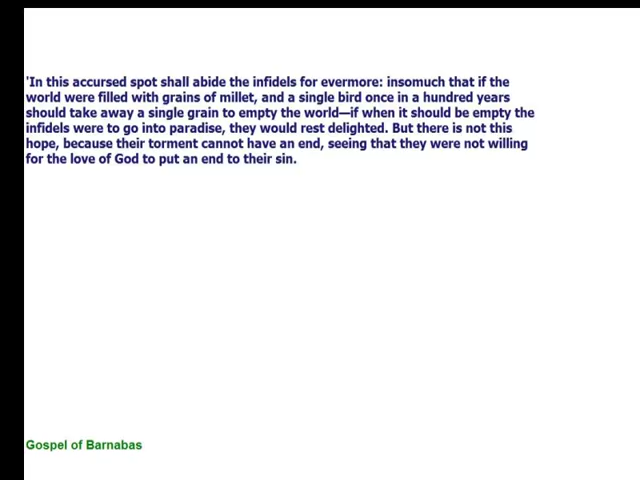 'In this accursed spot shall abide the infidels for evermore: insomuch that if the
world were filled with grains of millet, and a single bird once in a hundred years
should take away a single grain to empty the world—if when it should be empty the
infidels were to go into paradise, they would rest delighted. But there is not this
hope, because their torment cannot have an end, seeing that they were not willing
for the love of God to put an end to their sin.
Gospel of Barnabas